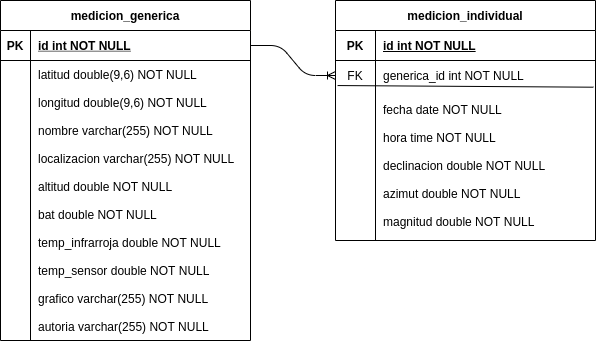 medicion_generica
PK id int NOT NULL
latitud double(9,6) NOT NULL
longitud double(9,6) NOT NULL
nombre varchar(255) NOT NULL
localizacion varchar(255) NOT NULL
altitud double NOT NULL
bat double NOT NULL
temp_infrarroja double NOT NULL
temp_sensor double NOT NULL
grafico varchar(255) NOT NULL
autoria varchar(255) NOT NULL
medicion_individual
PK id int NOT NULL
FK generica_id int NOT NULL
fecha date NOT NULL
hora time NOT NULL
declinacion double NOT NULL
azimut double NOT NULL
magnitud double NOT NULL